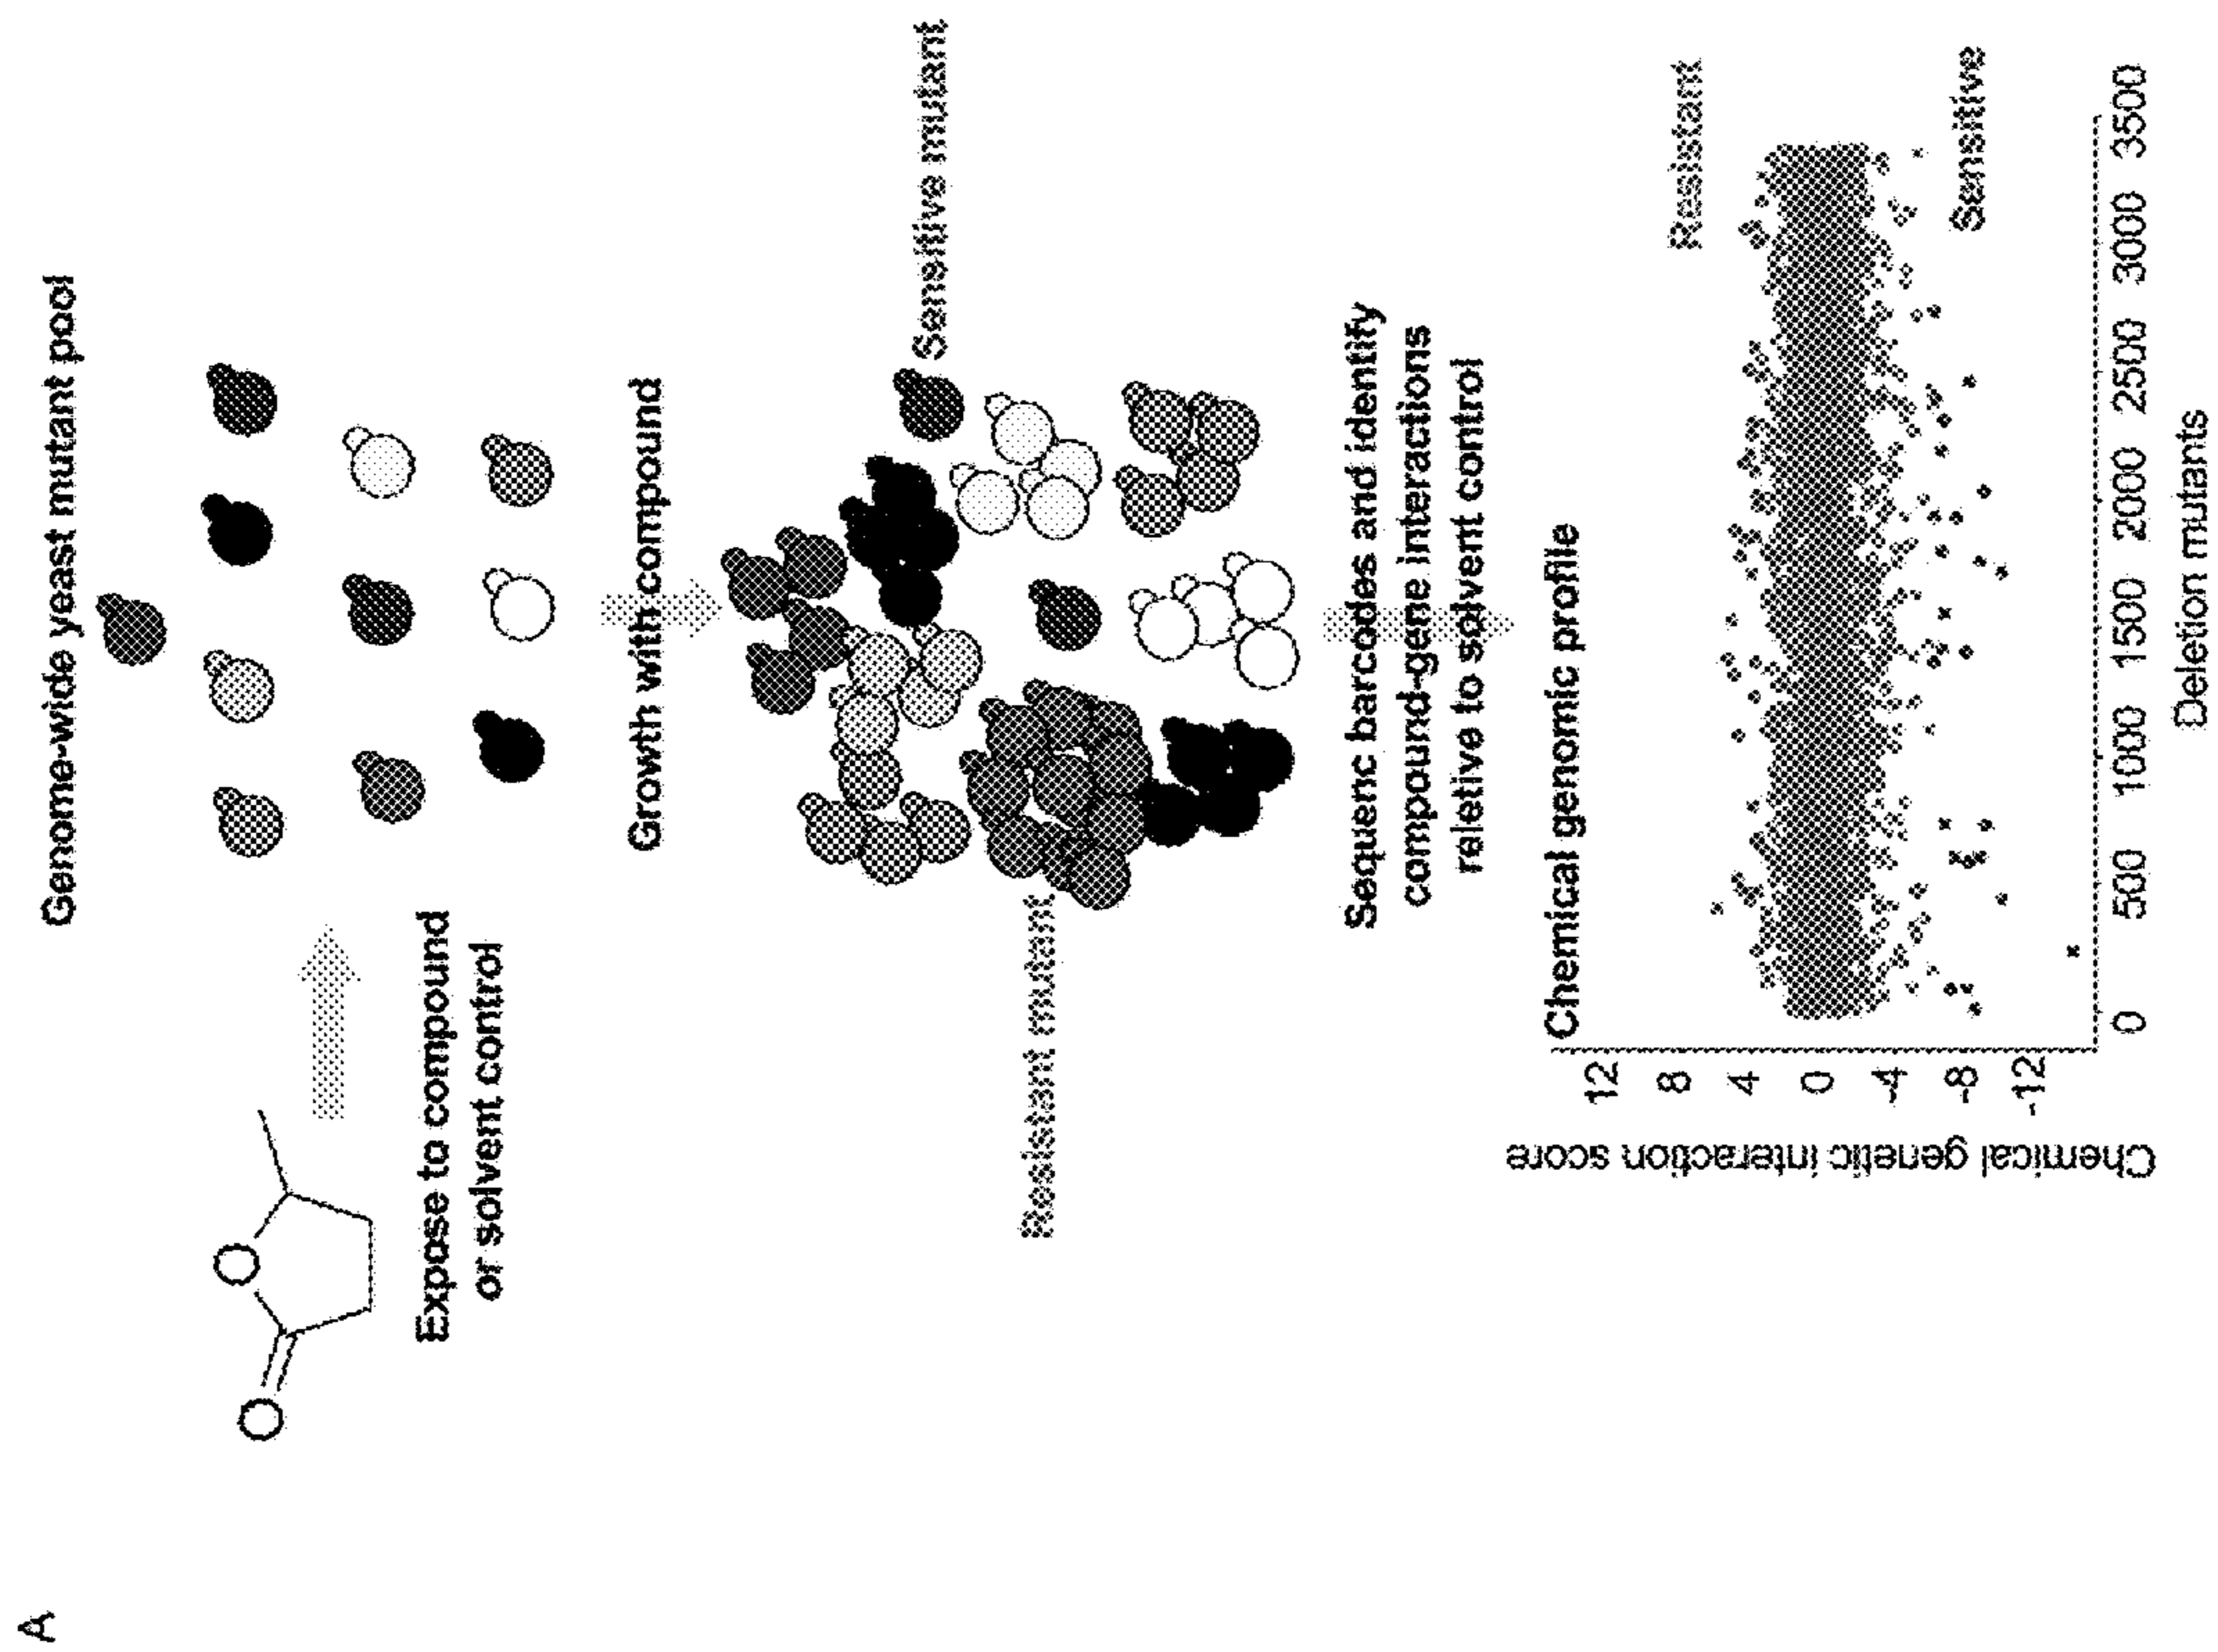 A
Genome-wide yeast mutant pool
O
O
Expose to compound
or solvent control
Growth with compound
Sensitive mutant
Resistant mutant
Sequenc barcodes and identify
compound-gene interactions
reletive to solvent control
Chemical genomic profile
Chemical genetic interaction score
12
8
4
0
-4
-8
-12
Resistant
Sensitive
0 500 1000 1500 2000 2500 3000 3500
Deletion mutants